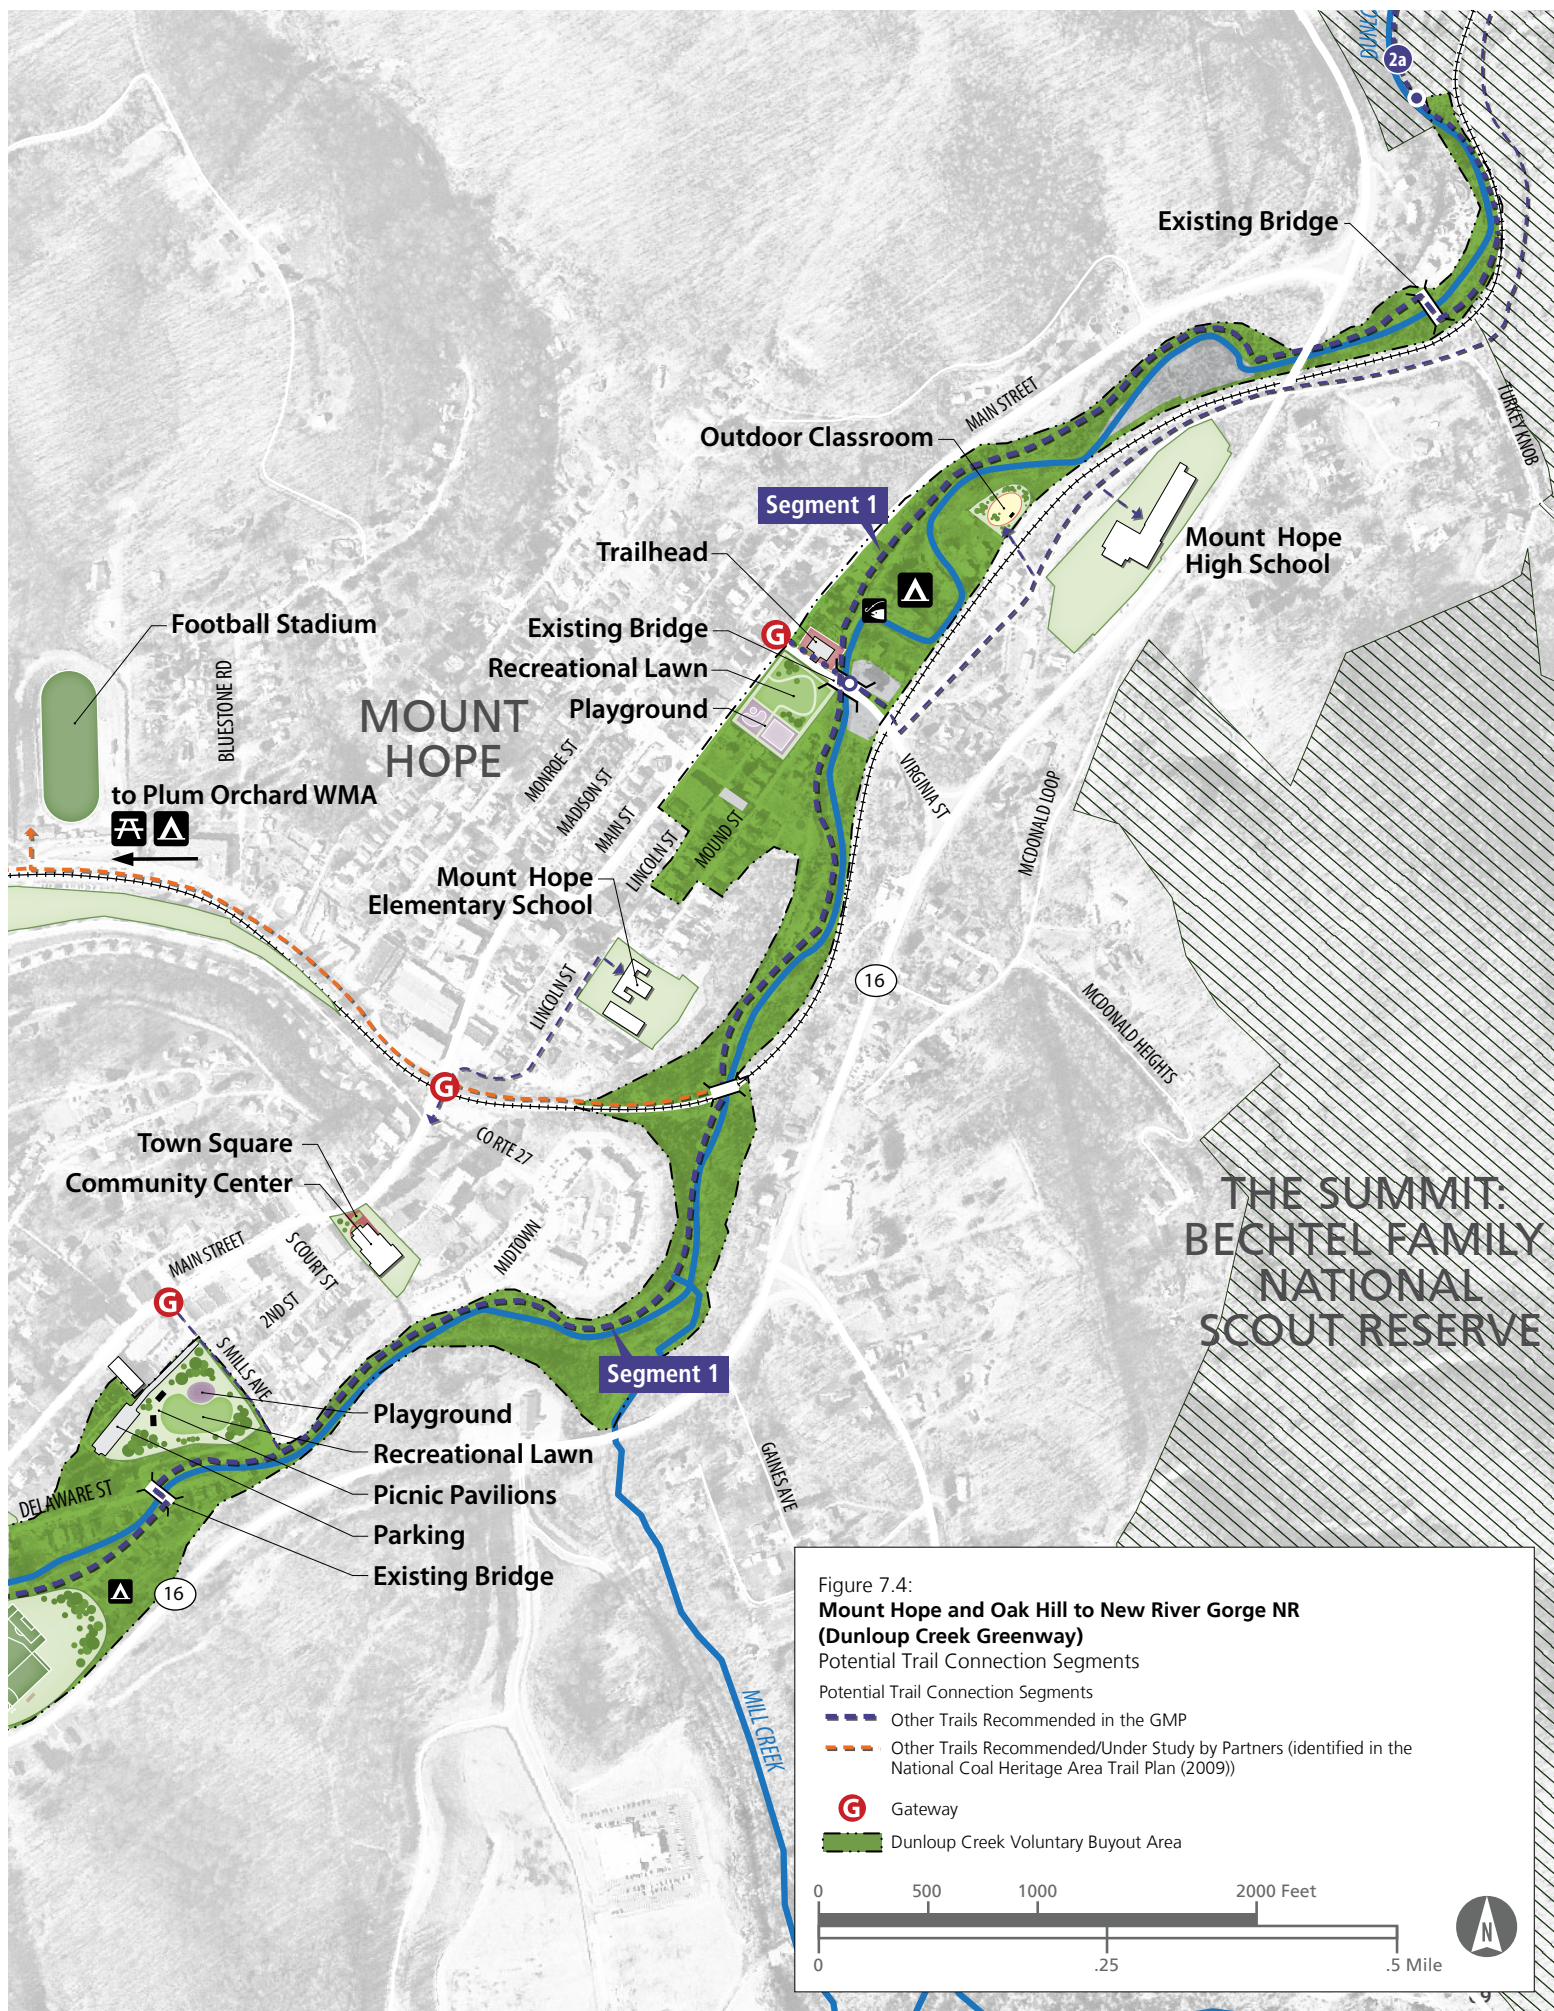 DUNLO
2a
Existing Bridge
TURKEY KNOB
MAIN STREET
Outdoor Classroom
Segment 1
Mount Hope
High School
Trailhead
G
Existing Bridge
Recreational Lawn
Playground
Football Stadium
BLUESTONE RD
MOUNT
HOPE
to Plum Orchard WMA
MONROE ST
MADISON ST
MAIN ST
LINCOLN ST
MOUND ST
VIRGINIA ST
MCDONALD LOOP
Mount Hope
Elementary School
LINCOLN ST
16
MCDONALD HEIGHTS
G
CO RTE 27
Town Square
Community Center
MAIN STREET
S COURT ST
2ND ST
MIDTOWN
THE SUMMIT:
BECHTEL FAMILY
NATIONAL
SCOUT RESERVE
G
S MILLS AVE
Segment 1
Playground
Recreational Lawn
Picnic Pavilions
Parking
Existing Bridge
DELAWARE ST
16
GAINES AVE
MILL CREEK
Figure 7.4:
Mount Hope and Oak Hill to New River Gorge NR
(Dunloup Creek Greenway)
Potential Trail Connection Segments
Potential Trail Connection Segments
Other Trails Recommended in the GMP
Other Trails Recommended/Under Study by Partners (identified in the
National Coal Heritage Area Trail Plan (2009))
G Gateway
Dunloup Creek Voluntary Buyout Area
0 500 1000 2000 Feet
0 .25 .5 Mile
N